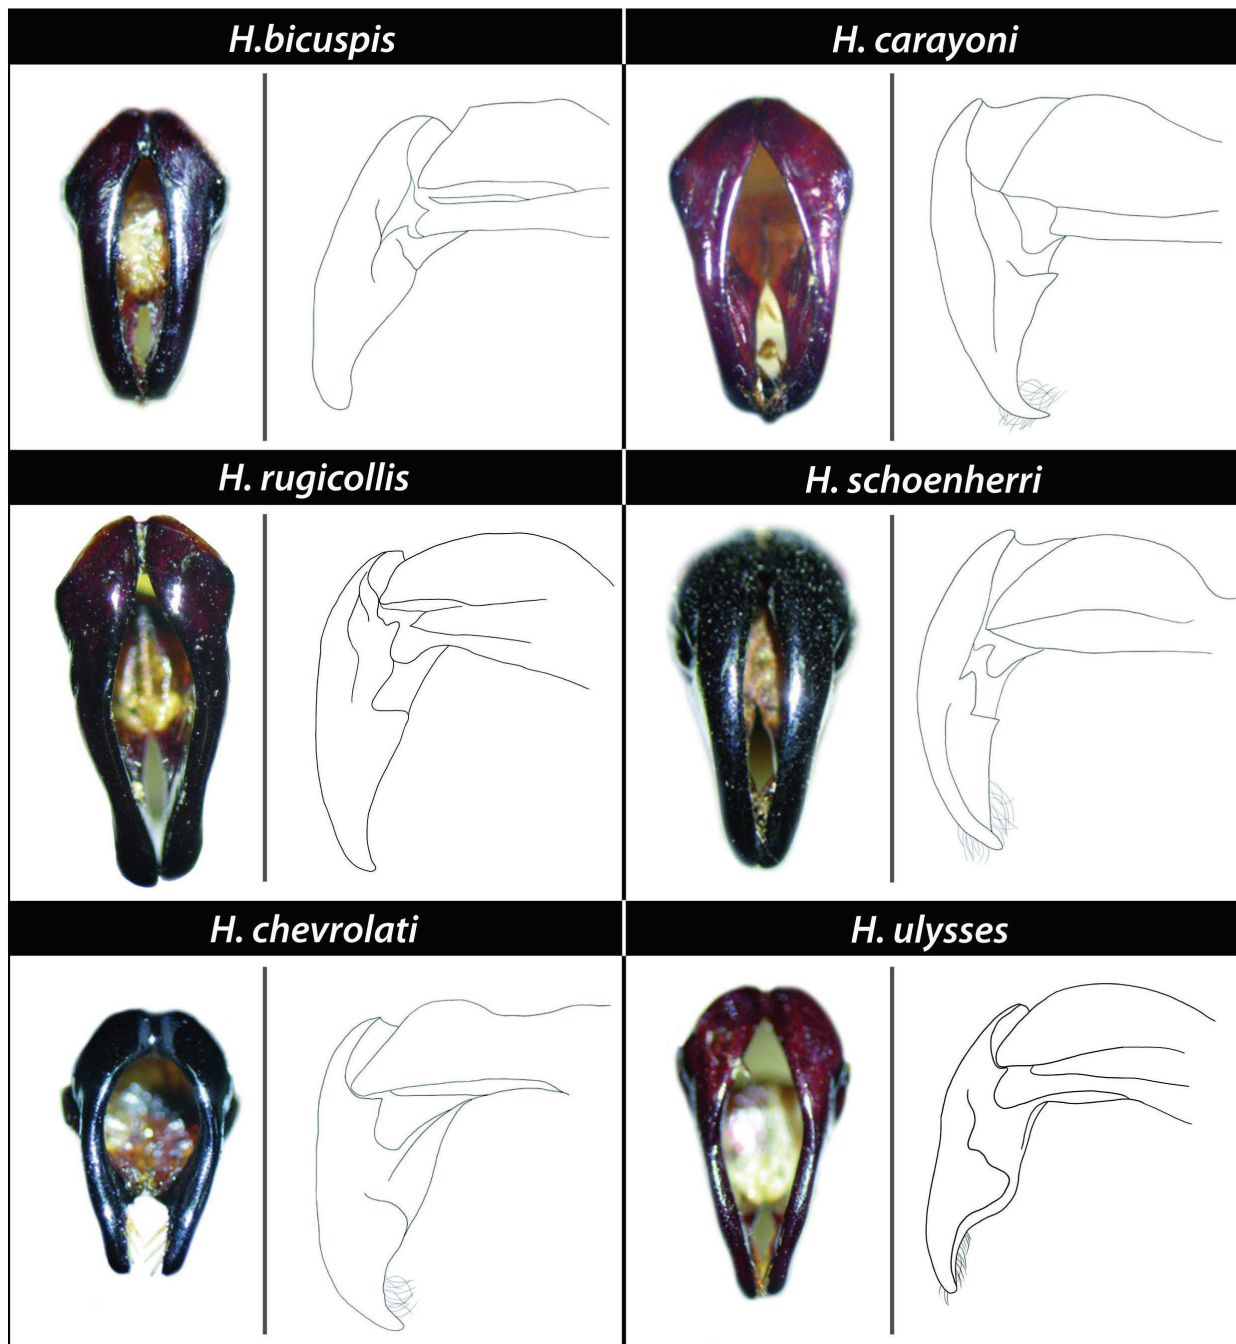 H.bicuspis
H. carayoni
H. rugicollis
H. schoenherri
H. chevrolati
H. ulysses